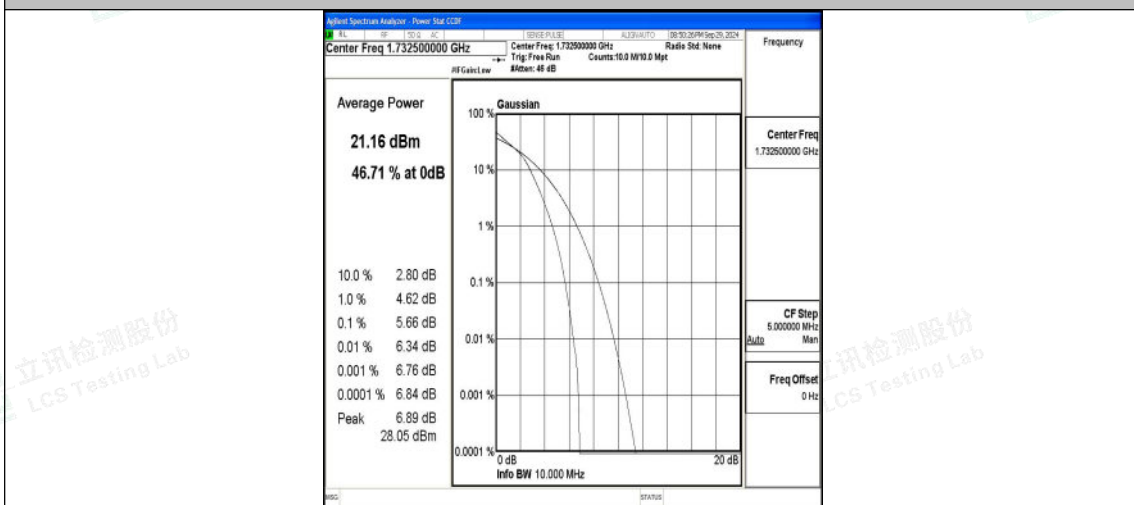 Agilent Spectrum Analyzer - Power Stat CCDF
RL RF 50 Ω AC SENSE:PULSE ALIGNAUTO 08:50:26 PM Sep 29, 2024
Center Freq 1.732500000 GHz
Center Freq: 1.732500000 GHz Radio Std: None
Trig: Free Run Counts:10.0 M/10.0 Mpt
#IFGain:Low #Atten: 46 dB
Frequency
Average Power
21.16 dBm
46.71 % at 0dB
10.0 % 2.80 dB
1.0 % 4.62 dB
0.1 % 5.66 dB
0.01 % 6.34 dB
0.001 % 6.76 dB
0.0001 % 6.84 dB
Peak 6.89 dB
28.05 dBm
Gaussian
100 %
10 %
1 %
0.1 %
0.01 %
0.001 %
0.0001 %
0 dB 20 dB
Info BW 10.000 MHz
Center Freq
1.732500000 GHz
CF Step
5.000000 MHz
Auto Man
Freq Offset
0 Hz
MSG STATUS
立讯检测股份
LCS Testing Lab
立讯检测股份
LCS Testing Lab